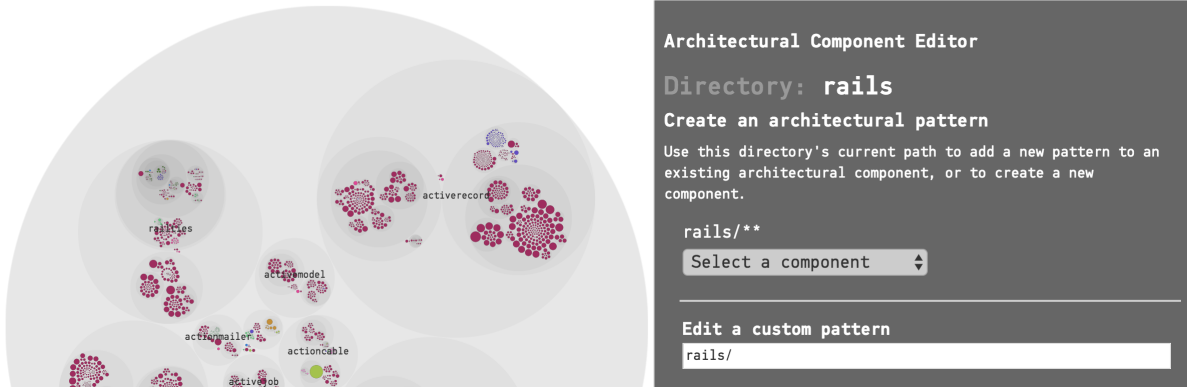 railties
activerecord
activemodel
actionmailer
actioncable
activejob
Architectural Component Editor
Directory: rails
Create an architectural pattern
Use this directory's current path to add a new pattern to an
existing architectural component, or to create a new
component.
rails/**
Select a component
Edit a custom pattern
rails/